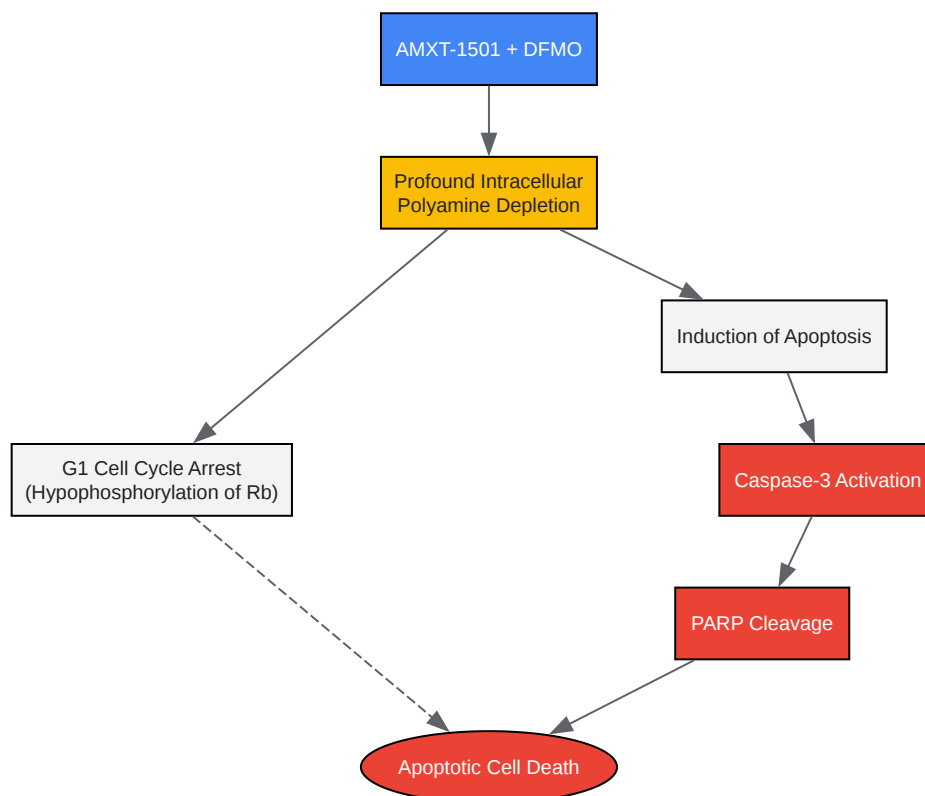 AMXT-1501 + DFMO
Profound Intracellular
Polyamine Depletion
Induction of Apoptosis
G1 Cell Cycle Arrest
(Hypophosphorylation of Rb)
Caspase-3 Activation
PARP Cleavage
Apoptotic Cell Death